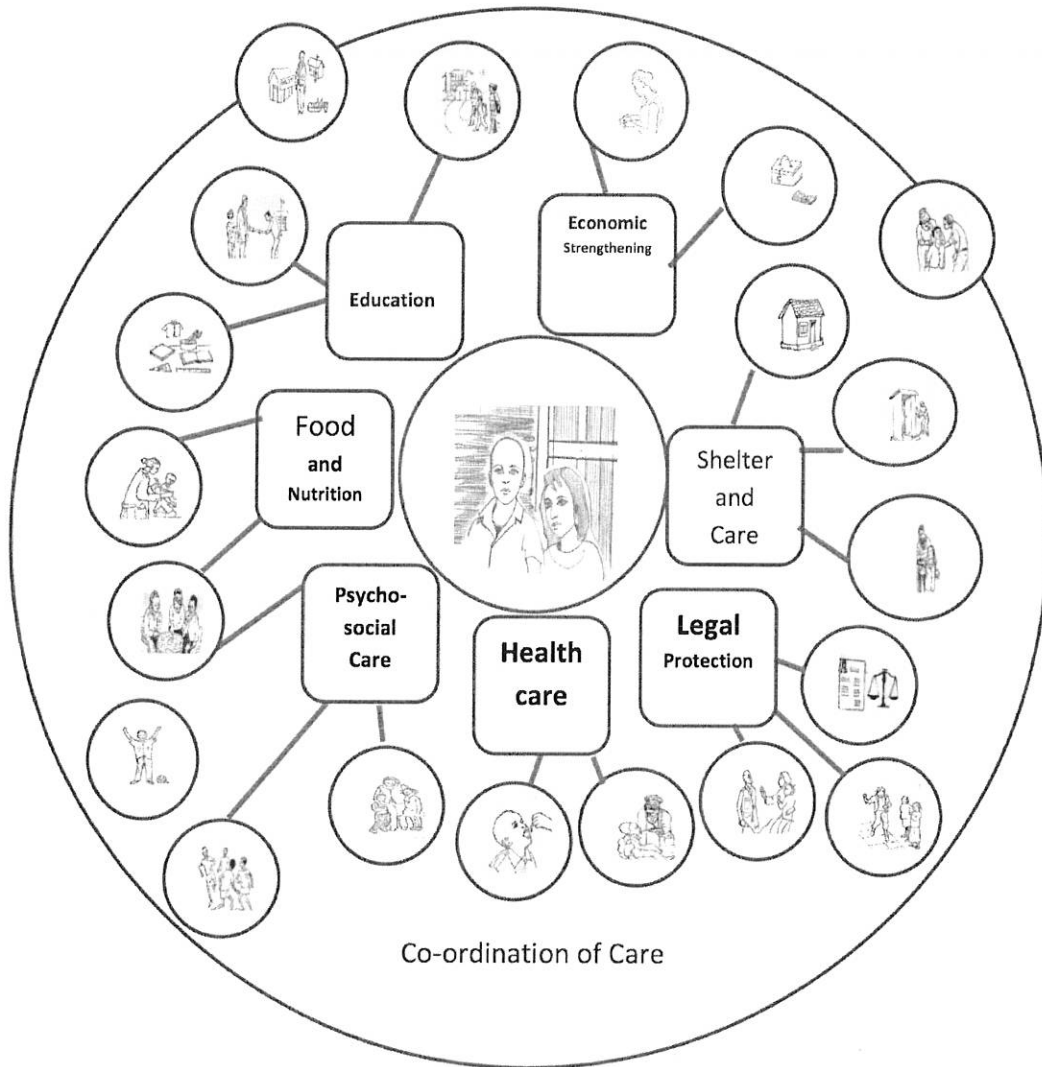 Economic
Strengthening
Education
Food
and
Nutrition
Shelter
and
Care
Psycho-
social
Care
Health
care
Legal
Protection
Co-ordination of Care